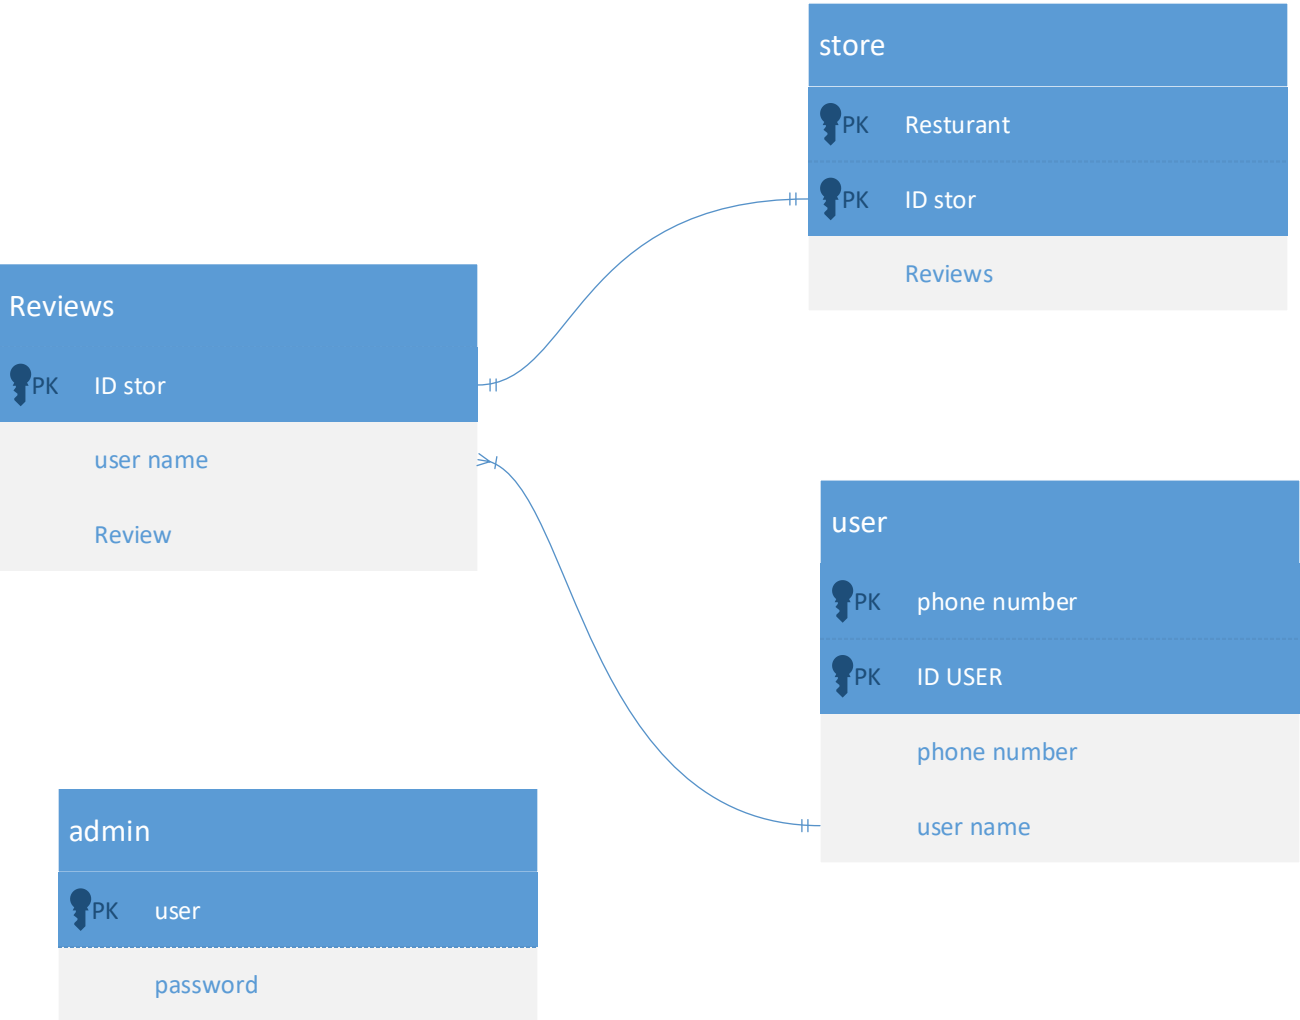 store
PK Resturant
PK ID stor
Reviews
Reviews
PK ID stor
user name
Review
user
PK phone number
PK ID USER
phone number
user name
admin
PK user
password